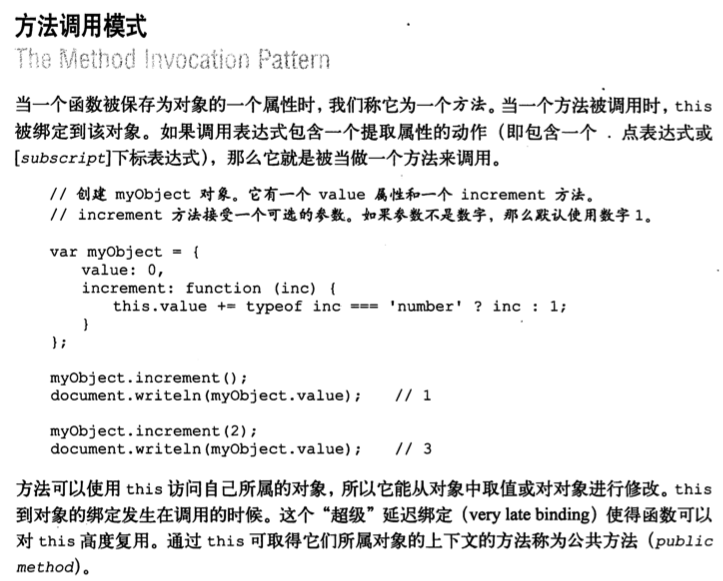 方法调用模式
The Method Invocation Pattern
当一个函数被保存为对象的一个属性时，我们称它为一个方法。当一个方法被调用时，this
被绑定到该对象。如果调用表达式包含一个提取属性的动作（即包含一个 . 点表达式或
[subscript]下标表达式），那么它就是被当做一个方法来调用。
// 创建 myObject 对象。它有一个 value 属性和一个 increment 方法。
// increment 方法接受一个可选的参数。如果参数不是数字，那么默认使用数字 1。
var myObject = {
value: 0,
increment: function (inc) {
this.value += typeof inc === 'number' ? inc : 1;
}
};
myObject.increment();
document.writeln(myObject.value); // 1
myObject.increment(2);
document.writeln(myObject.value); // 3
方法可以使用 this 访问自己所属的对象，所以它能从对象中取值或对对象进行修改。this
到对象的绑定发生在调用的时候。这个“超级”延迟绑定（very late binding）使得函数可以
对 this 高度复用。通过 this 可取得它们所属对象的上下文的方法称为公共方法（public
method）。